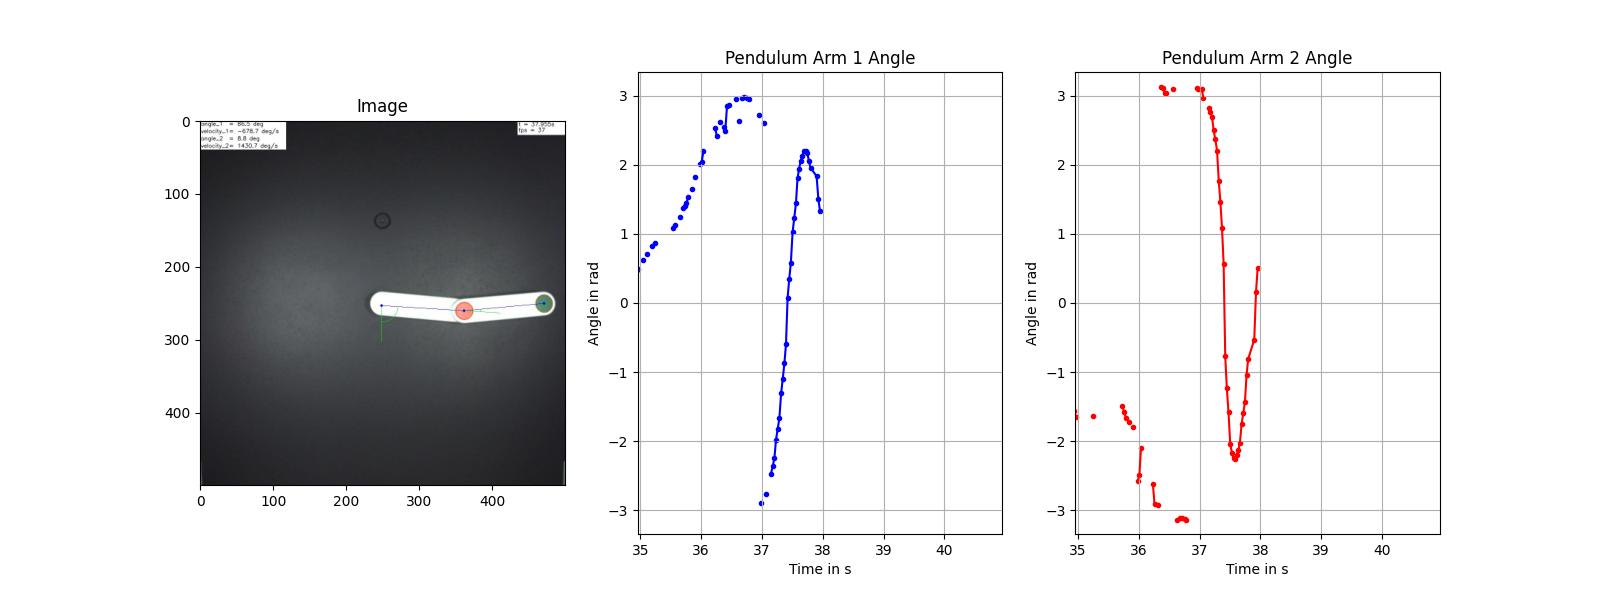 Image
angle_1 = 86.5 deg
velocity_1= -678.7 deg/s
angle_2 = 8.8 deg
velocity_2= 1430.7 deg/s
t = 37.955s
fps = 37
0
100
200
300
400
0 100 200 300 400
Pendulum Arm 1 Angle
Angle in rad
3
2
1
0
−1
−2
−3
35 36 37 38 39 40
Time in s
Pendulum Arm 2 Angle
Angle in rad
3
2
1
0
−1
−2
−3
35 36 37 38 39 40
Time in s